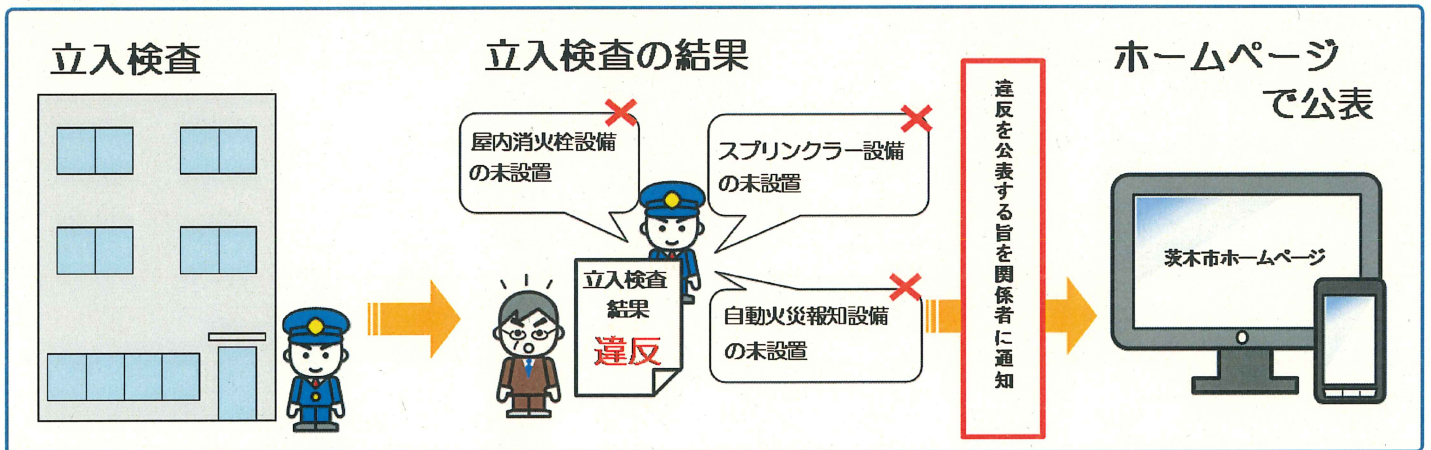 立入検査
立入検査の結果
屋内消火栓設備
の未設置
スプリンクラー設備
の未設置
立入検査
結果
違反
自動火災報知設備
の未設置
違反を公表する旨を関係者に通知
ホームページ
で公表
茨木市ホームページ